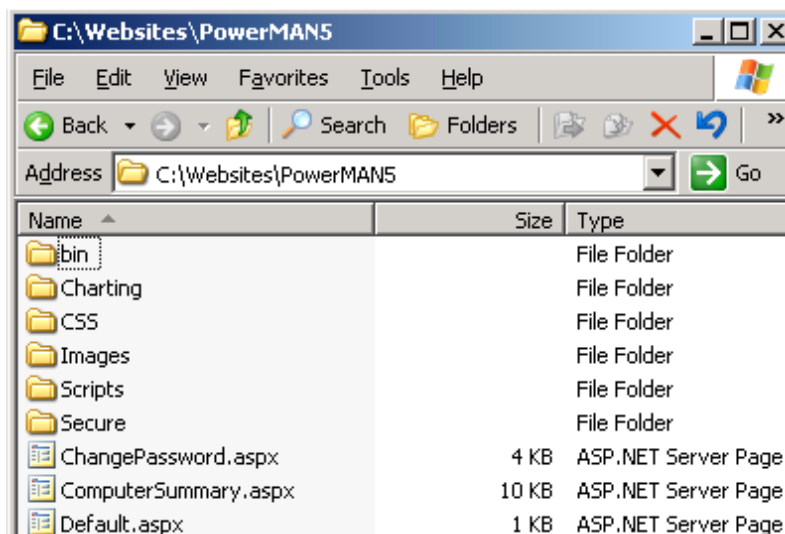 C:\Websites\PowerMAN5
File Edit View Favorites Tools Help
Back Search Folders »
Address C:\Websites\PowerMAN5 Go
Name Size Type
bin File Folder
Charting File Folder
CSS File Folder
Images File Folder
Scripts File Folder
Secure File Folder
ChangePassword.aspx 4 KB ASP.NET Server Page
ComputerSummary.aspx 10 KB ASP.NET Server Page
Default.aspx 1 KB ASP.NET Server Page